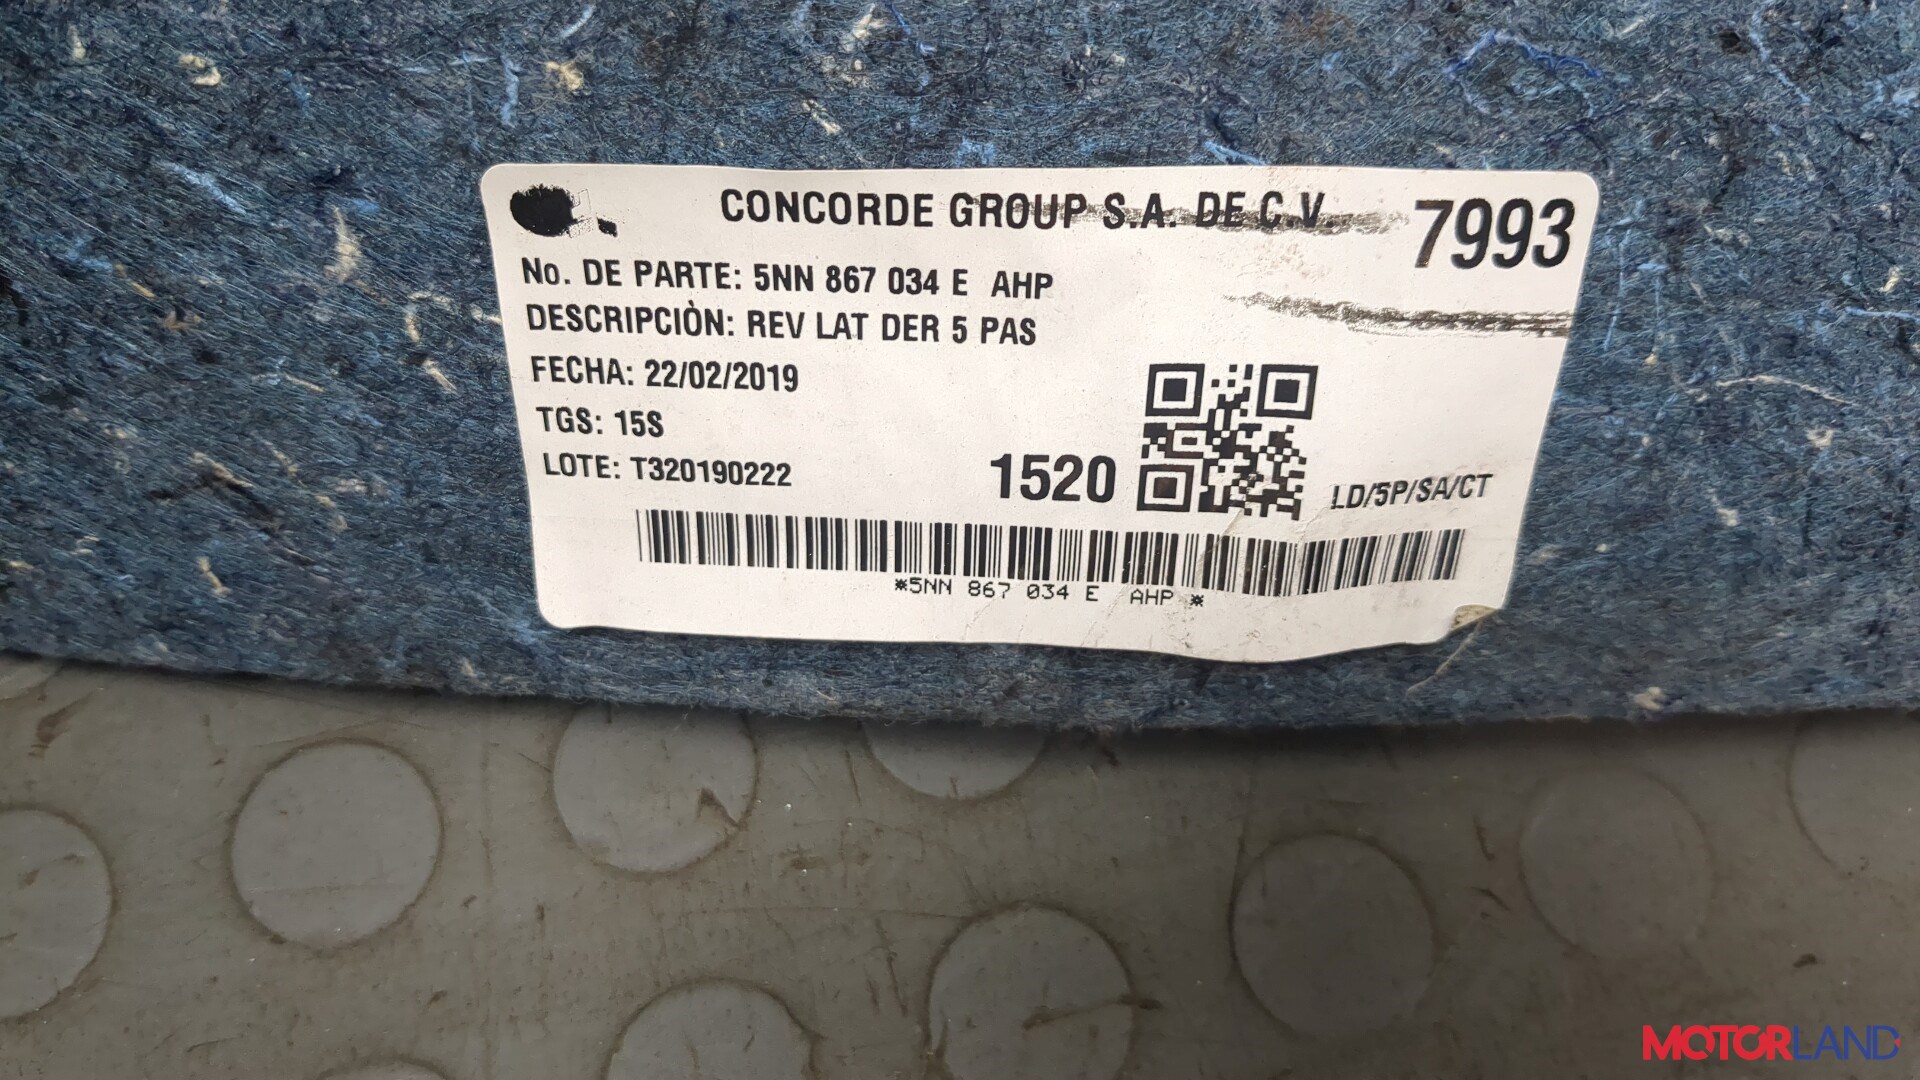 CONCORDE GROUP S.A. DE C.V.
7993
No. DE PARTE: 5NN 867 034 E AHP
DESCRIPCIÒN: REV LAT DER 5 PAS
FECHA: 22/02/2019
TGS: 15S
LOTE: T320190222
1520
LD/5P/SA/CT
*5NN 867 034 E AHP *
MOTORLAND